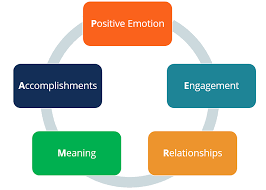 Positive Emotion
Engagement
Relationships
Meaning
Accomplishments